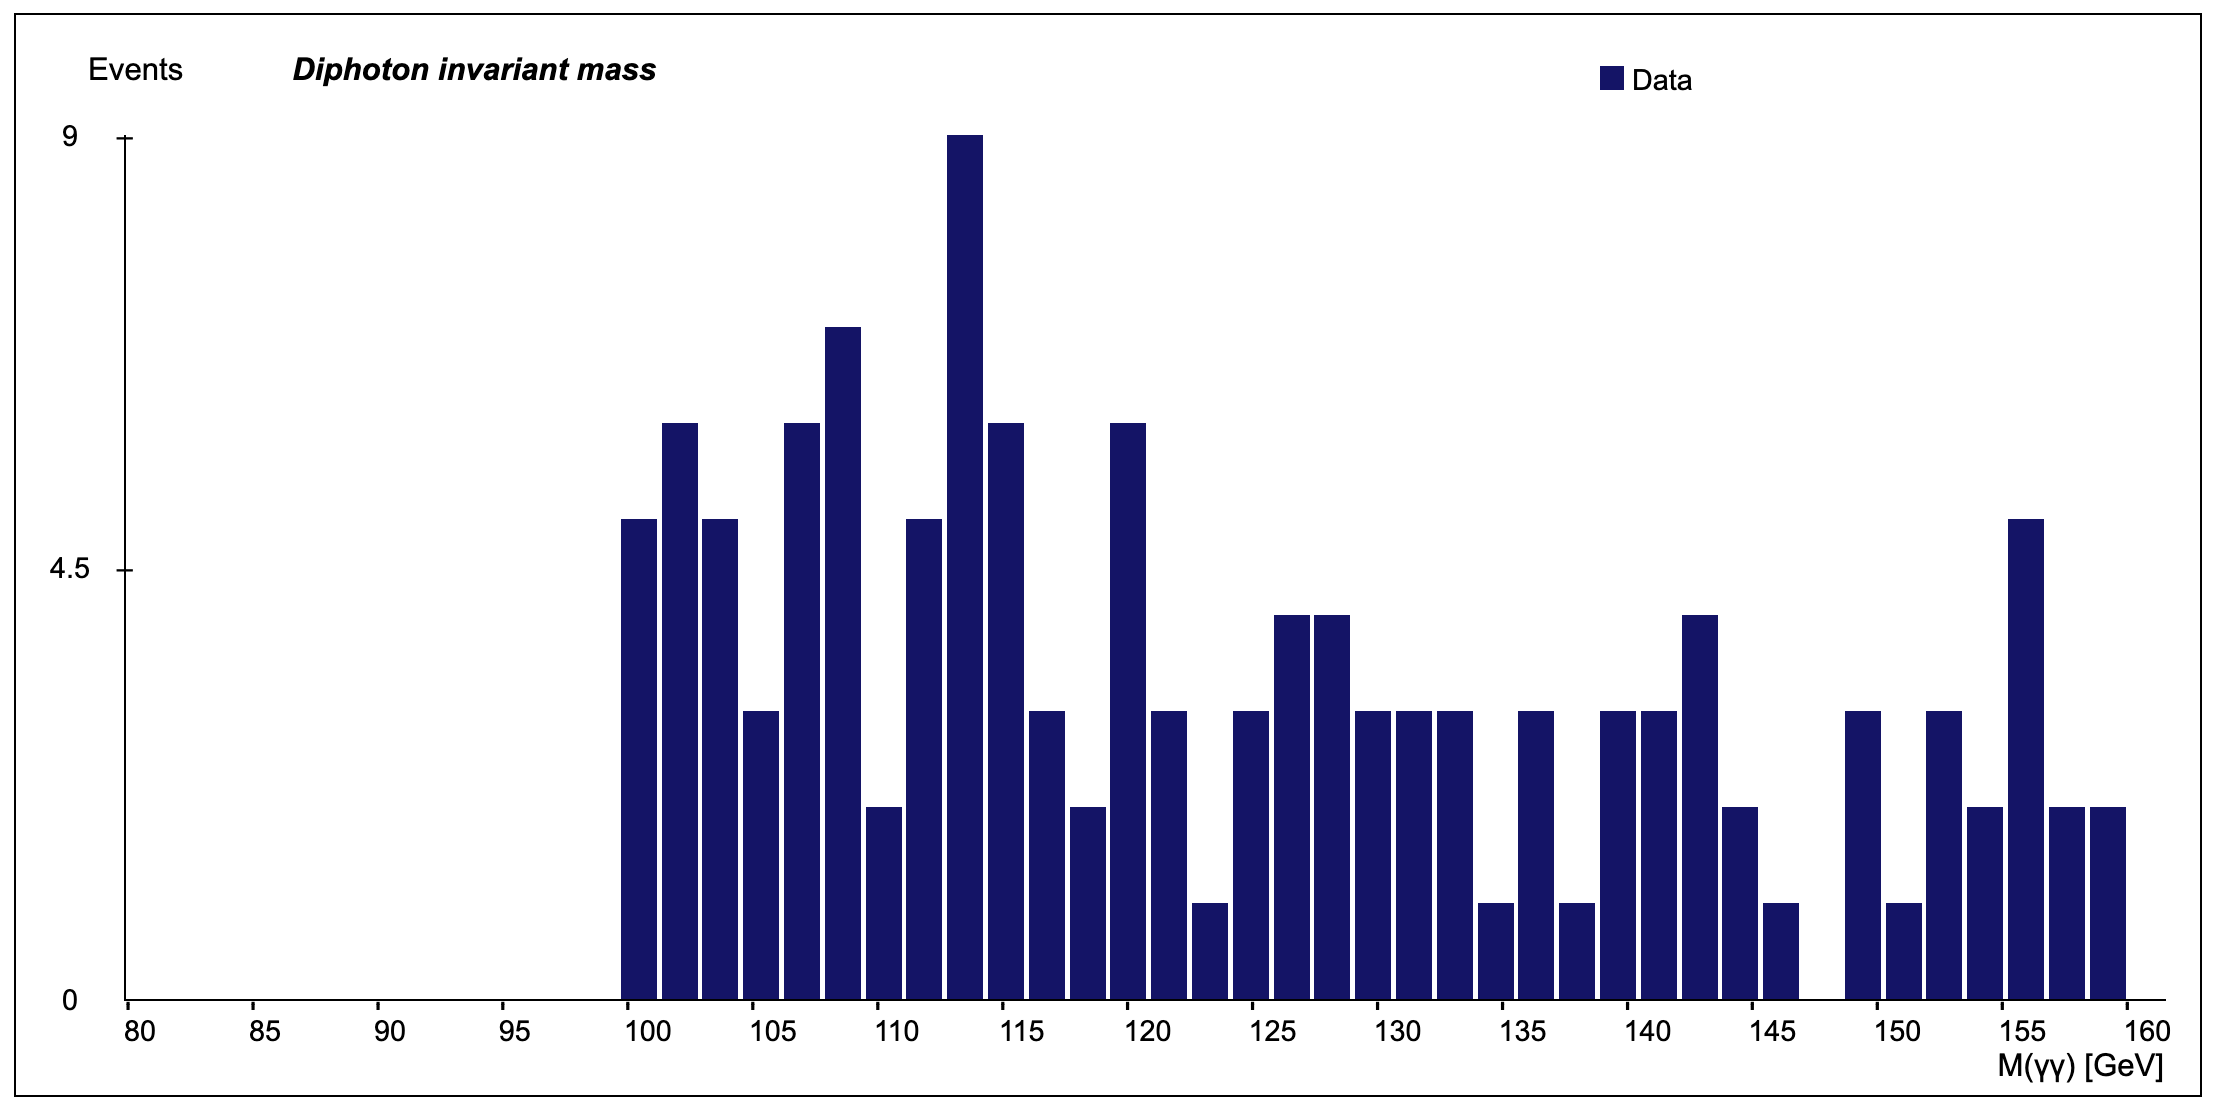 Events
Diphoton invariant mass
Data
9
4.5
0
80 85 90 95 100 105 110 115 120 125 130 135 140 145 150 155 160
M(γγ) [GeV]